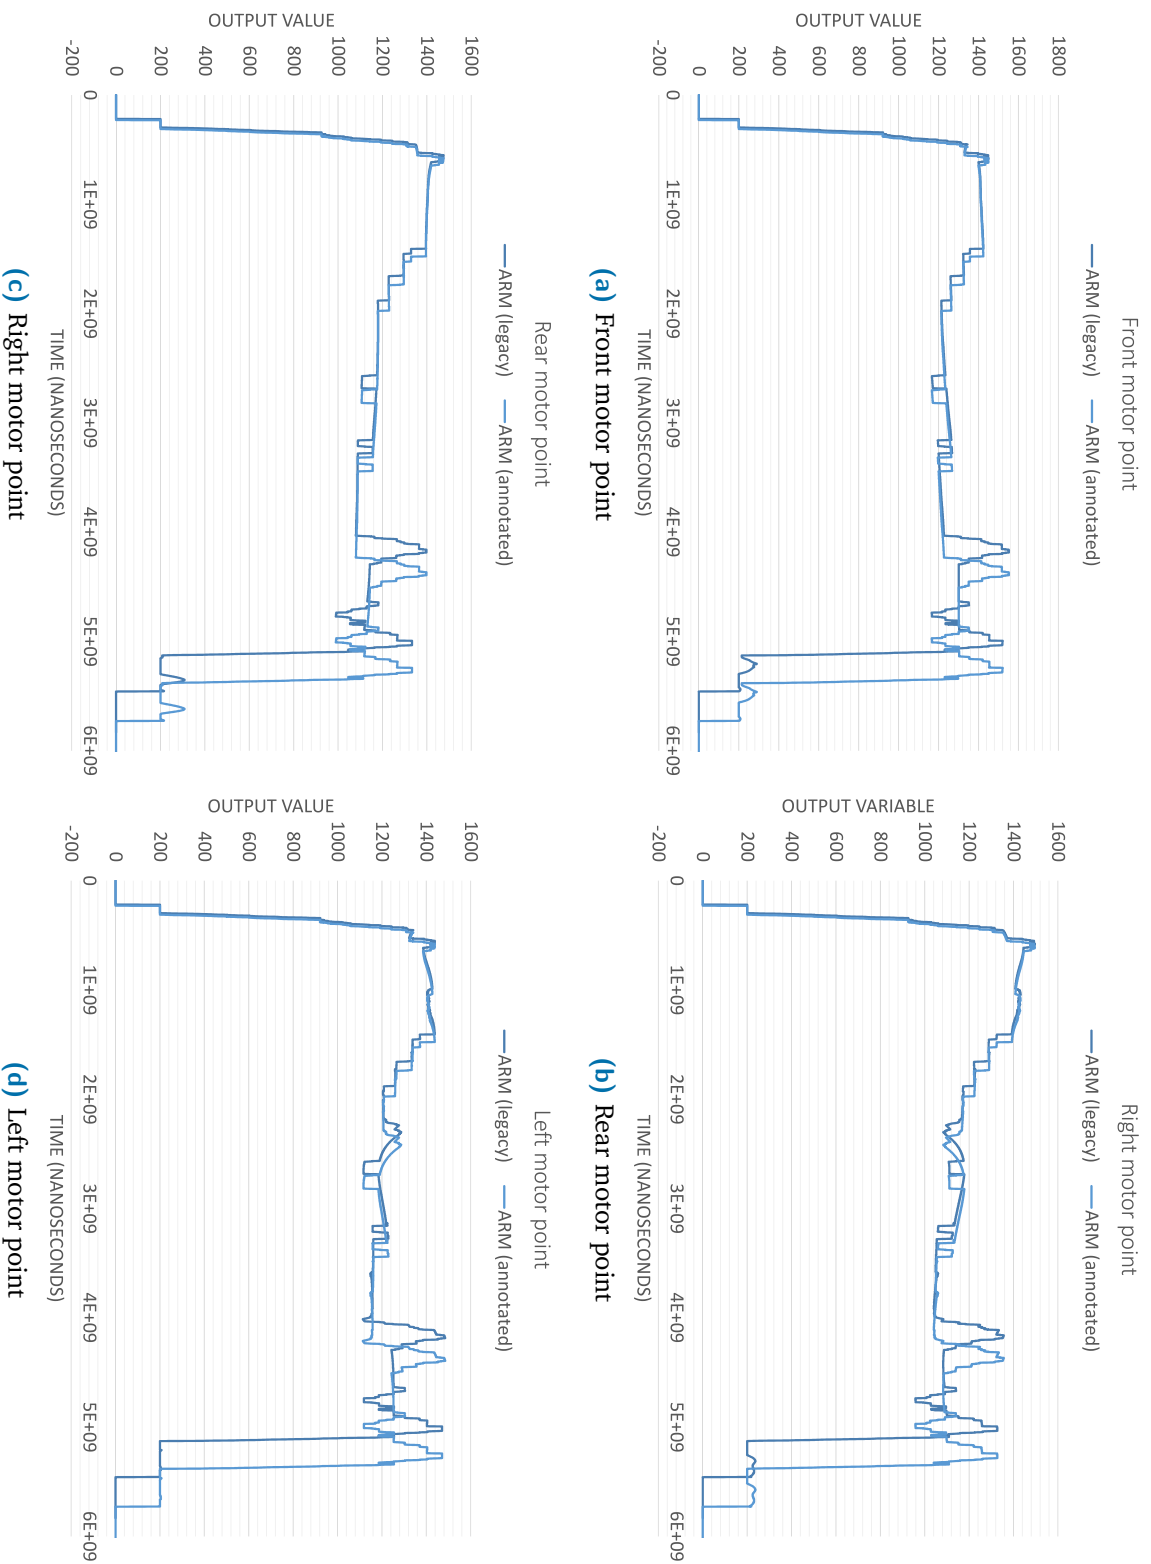 Front motor point
ARM (legacy) ARM (annotated)
OUTPUT VALUE
1800
1600
1400
1200
1000
800
600
400
200
0
-200
0 1E+09 2E+09 3E+09 4E+09 5E+09 6E+09
TIME (NANOSECONDS)
(a) Front motor point
Right motor point
ARM (legacy) ARM (annotated)
OUTPUT VARIABLE
1600
1400
1200
1000
800
600
400
200
0
-200
0 1E+09 2E+09 3E+09 4E+09 5E+09 6E+09
TIME (NANOSECONDS)
(b) Rear motor point
Rear motor point
ARM (legacy) ARM (annotated)
OUTPUT VALUE
1600
1400
1200
1000
800
600
400
200
0
-200
0 1E+09 2E+09 3E+09 4E+09 5E+09 6E+09
TIME (NANOSECONDS)
(c) Right motor point
Left motor point
ARM (legacy) ARM (annotated)
OUTPUT VALUE
1600
1400
1200
1000
800
600
400
200
0
-200
0 1E+09 2E+09 3E+09 4E+09 5E+09 6E+09
TIME (NANOSECONDS)
(d) Left motor point